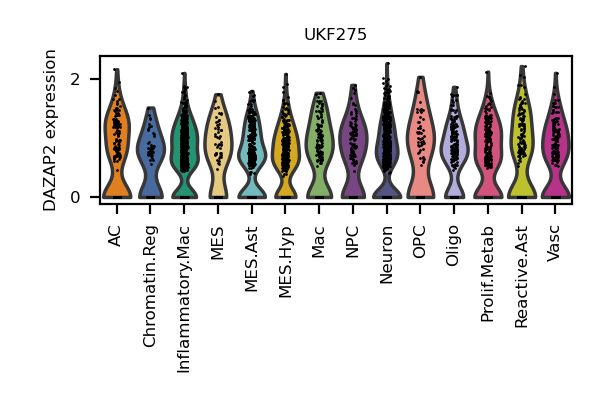 UKF275
DAZAP2 expression
2
0
AC
Chromatin.Reg
Inflammatory.Mac
MES
MES.Ast
MES.Hyp
Mac
NPC
Neuron
OPC
Oligo
Prolif.Metab
Reactive.Ast
Vasc